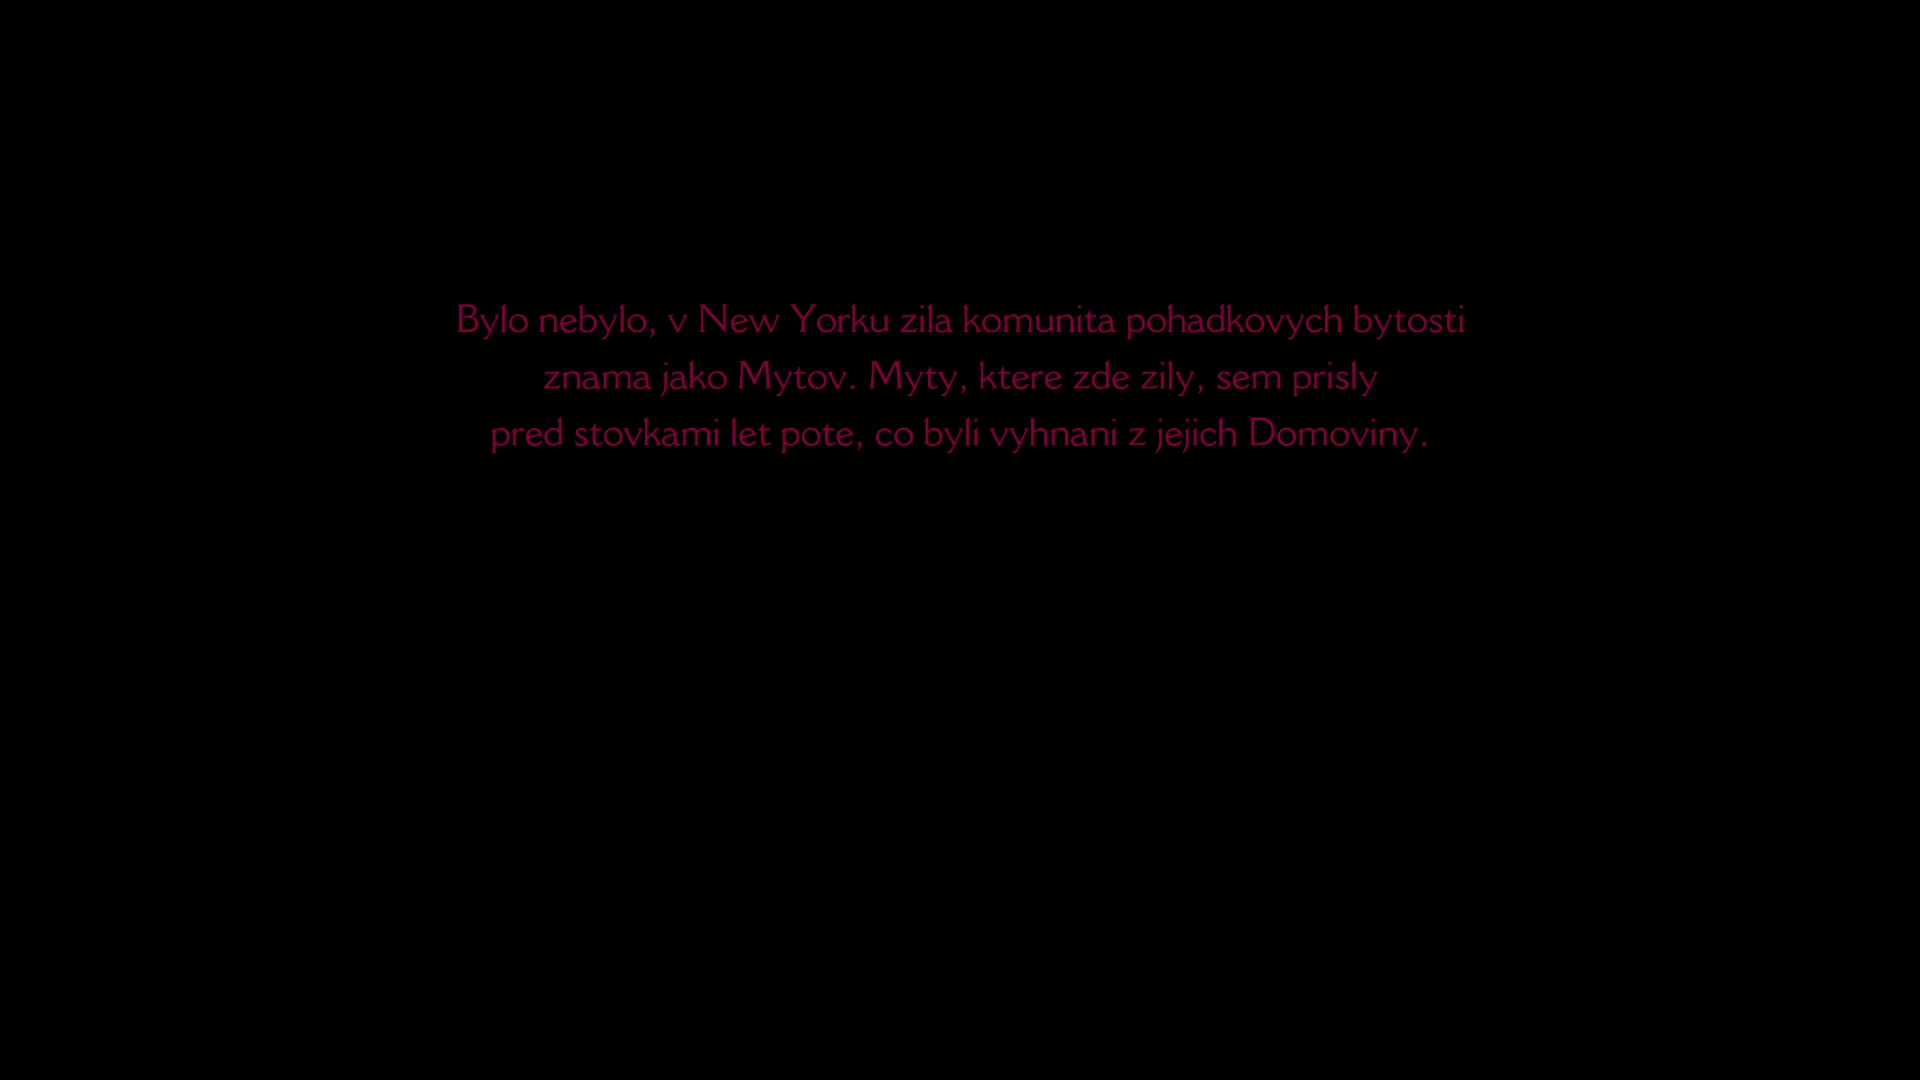 Bylo nebylo, v New Yorku zila komunita pohadkovych bytosti
znama jako Mytov. Myty, ktere zde zily, sem prisly
pred stovkami let pote, co byli vyhnani z jejich Domoviny.